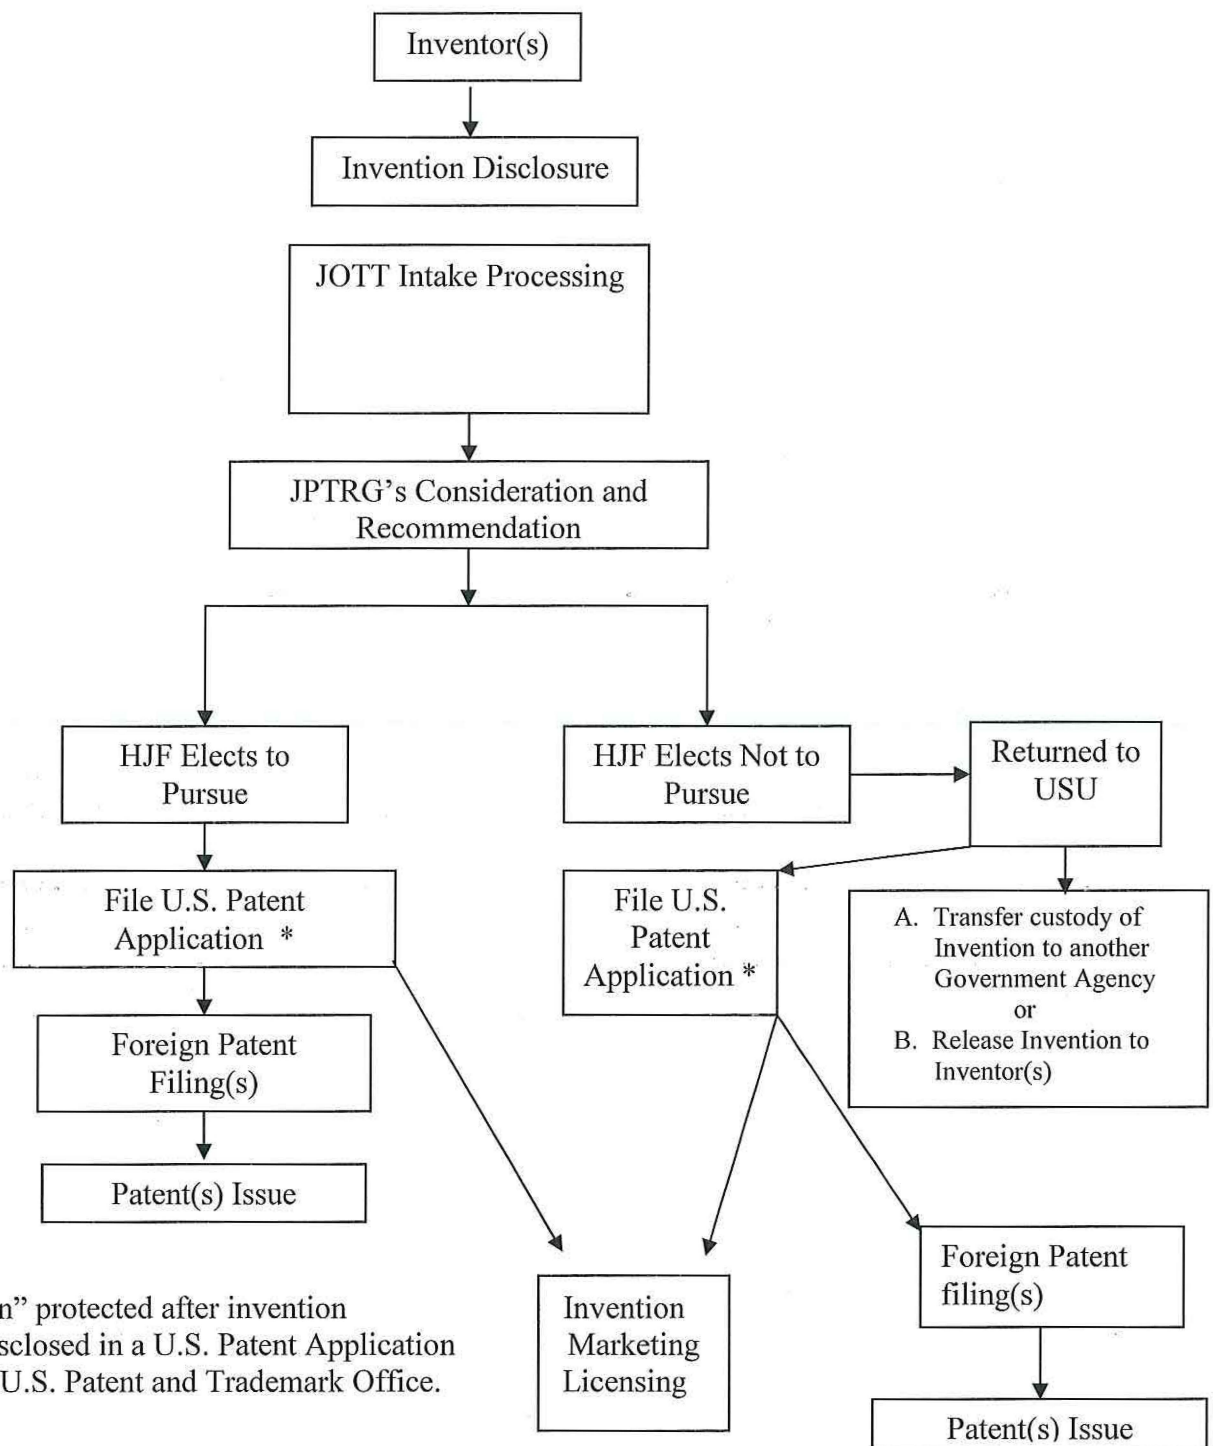 Inventor(s)
Invention Disclosure
JOTT Intake Processing
JPTRG’s Consideration and
Recommendation
HJF Elects to
Pursue
HJF Elects Not to
Pursue
Returned to
USU
File U.S. Patent
Application *
File U.S.
Patent
Application *
A. Transfer custody of
Invention to another
Government Agency
or
B. Release Invention to
Inventor(s)
Foreign Patent
Filing(s)
Patent(s) Issue
Invention
Marketing
Licensing
Foreign Patent
filing(s)
Patent(s) Issue
protected after invention
in a U.S. Patent Application
U.S. Patent and Trademark Office.